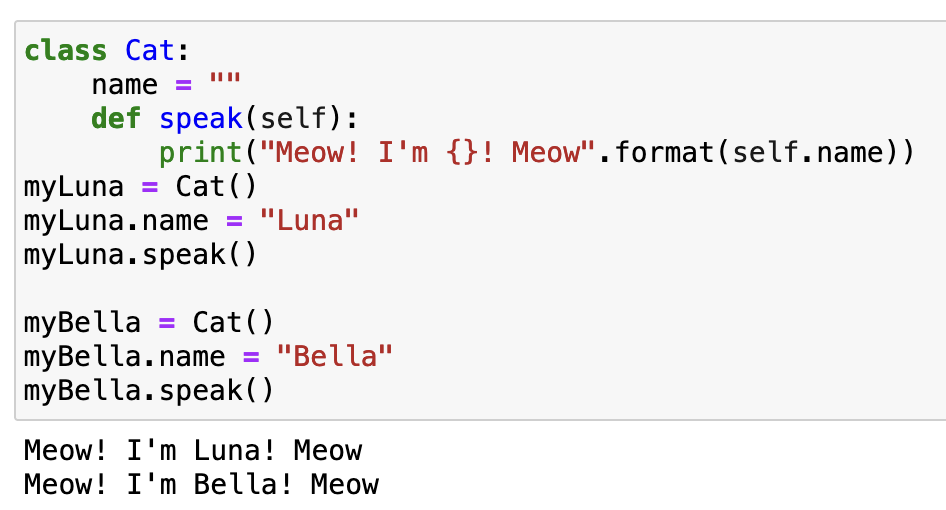 class Cat:
    name = ""
    def speak(self):
        print("Meow! I'm {}! Meow".format(self.name))
myLuna = Cat()
myLuna.name = "Luna"
myLuna.speak()

myBella = Cat()
myBella.name = "Bella"
myBella.speak()
Meow! I'm Luna! Meow
Meow! I'm Bella! Meow